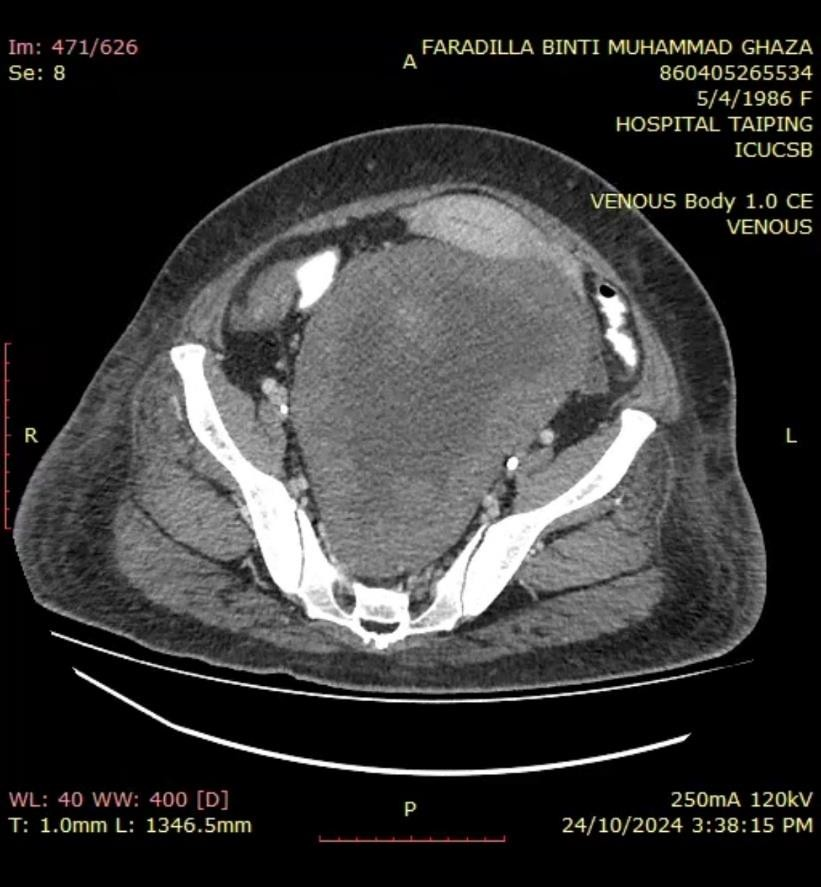 Im: 471/626
Se: 8
A
FARADILLA BINTI MUHAMMAD GHAZA
860405265534
5/4/1986 F
HOSPITAL TAIPING
ICUCSB
VENOUS Body 1.0 CE
VENOUS
R
L
WL: 40 WW: 400 [D]
T: 1.0mm L: 1346.5mm
P
250mA 120kV
24/10/2024 3:38:15 PM